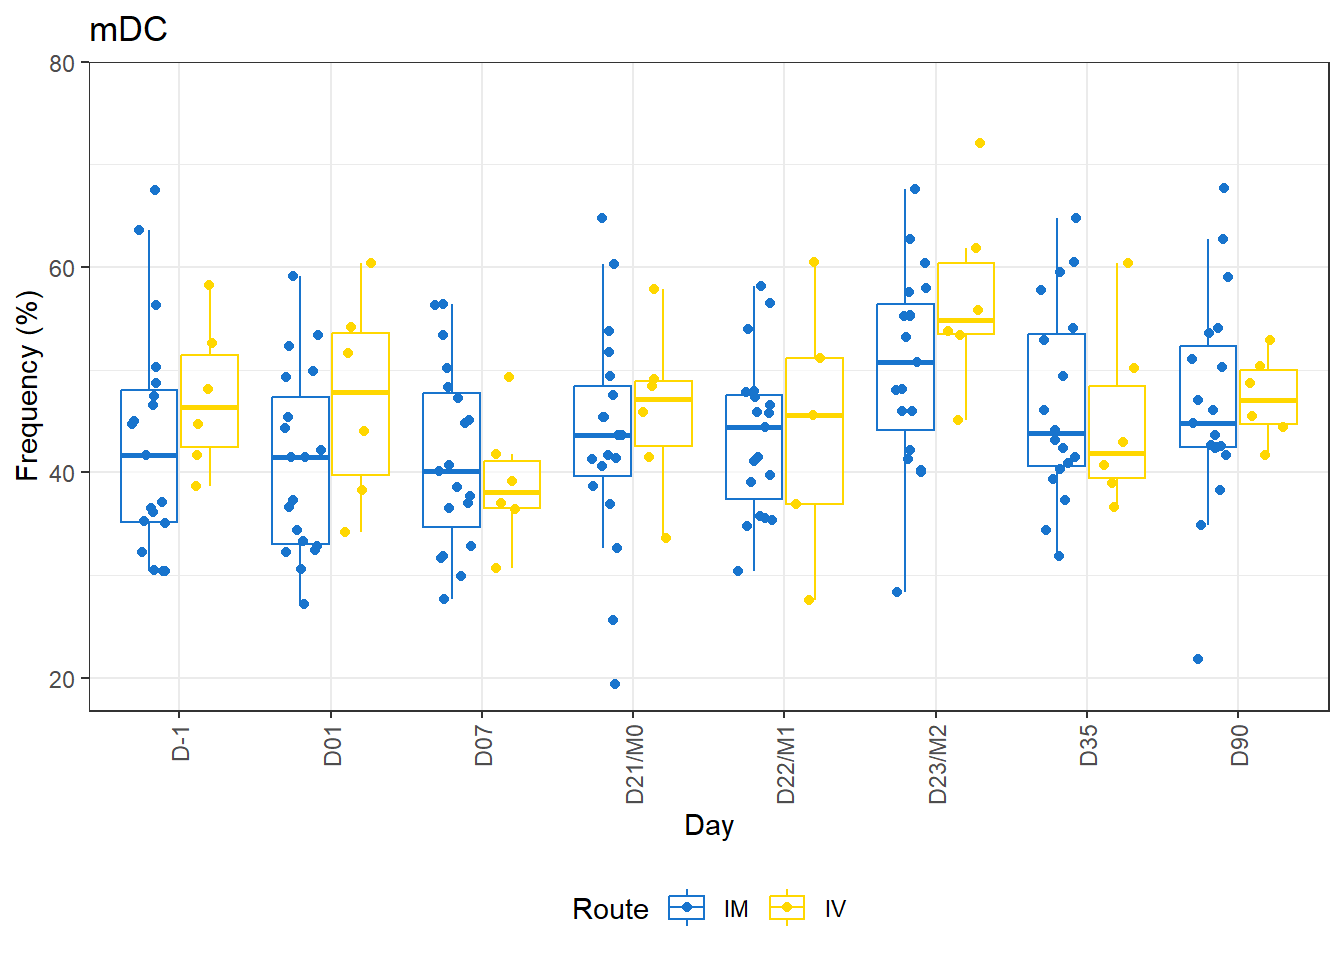 mDC
Frequency (%)
80
60
40
20
D-1
D01
D07
D21/M0
D22/M1
D23/M2
D35
D90
Day
Route IM IV